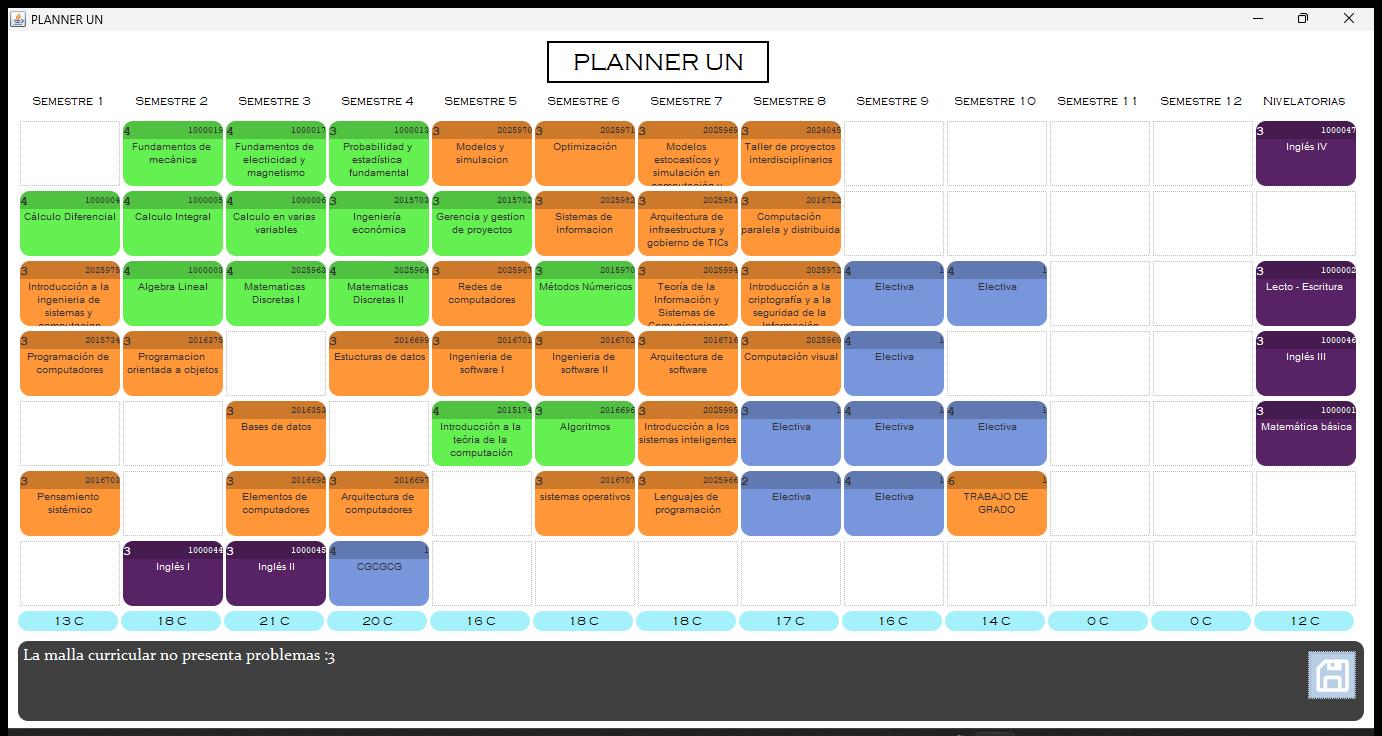 PLANNER UN
PLANNER UN
SEMESTRE 1
SEMESTRE 2
SEMESTRE 3
SEMESTRE 4
SEMESTRE 5
SEMESTRE 6
SEMESTRE 7
SEMESTRE 8
SEMESTRE 9
SEMESTRE 10
SEMESTRE 11
SEMESTRE 12
NIVELATORIAS
4 1000019
Fundamentos de
mecánica
4 1000017
Fundamentos de
electicidad y
magnetismo
3 1000013
Probabilidad y
estadística
fundamental
3 2025970
Modelos y
simulacion
3 2025971
Optimización
3 2025969
Modelos
estocastícos y
simulación en
computación y
3 2024045
Taller de proyectos
interdisciplinarios
3 1000047
Inglés IV
4 1000004
Cálculo Diferencial
4 1000005
Calculo Integral
4 1000006
Calculo en varias
variables
3 2015703
Ingeniería
económica
3 2015702
Gerencia y gestion
de proyectos
3 2025982
Sistemas de
informacion
3 2025983
Arquitectura de
infraestructura y
gobierno de TICs
3 2016722
Computación
paralela y distribuida
3 2025975
Introducción a la
ingenieria de
sistemas y
computacion
4 1000003
Algebra Lineal
4 2025963
Matematicas
Discretas I
4 2025964
Matematicas
Discretas II
3 2025967
Redes de
computadores
3 2015970
Métodos Númericos
3 2025994
Teoría de la
Información y
Sistemas de
Comunicaciones
3 2025972
Introducción a la
criptografía y a la
seguridad de la
Información
4 1
Electiva
4 1
Electiva
3 1000002
Lecto - Escritura
3 2015734
Programación de
computadores
3 2016375
Programacion
orientada a objetos
3 2016699
Estucturas de datos
3 2016701
Ingenieria de
software I
3 2016702
Ingenieria de
software II
3 2016716
Arquitectura de
software
3 2025960
Computación visual
4 1
Electiva
3 1000046
Inglés III
3 2016353
Bases de datos
4 2015174
Introducción a la
teória de la
computación
3 2016696
Algoritmos
3 2025995
Introducción a los
sistemas inteligentes
3 1
Electiva
4 1
Electiva
4 1
Electiva
3 1000001
Matemática básica
3 2016703
Pensamiento
sistémico
3 2016698
Elementos de
computadores
3 2016697
Arquitectura de
computadores
3 2016707
sistemas operativos
3 2025966
Lenguajes de
programación
2 1
Electiva
4 1
Electiva
6 1
TRABAJO DE
GRADO
3 1000044
Inglés I
3 1000045
Inglés II
4 1
CGCGCG
13 C
18 C
21 C
20 C
16 C
18 C
18 C
17 C
16 C
14 C
0 C
0 C
12 C
La malla curricular no presenta problemas :3